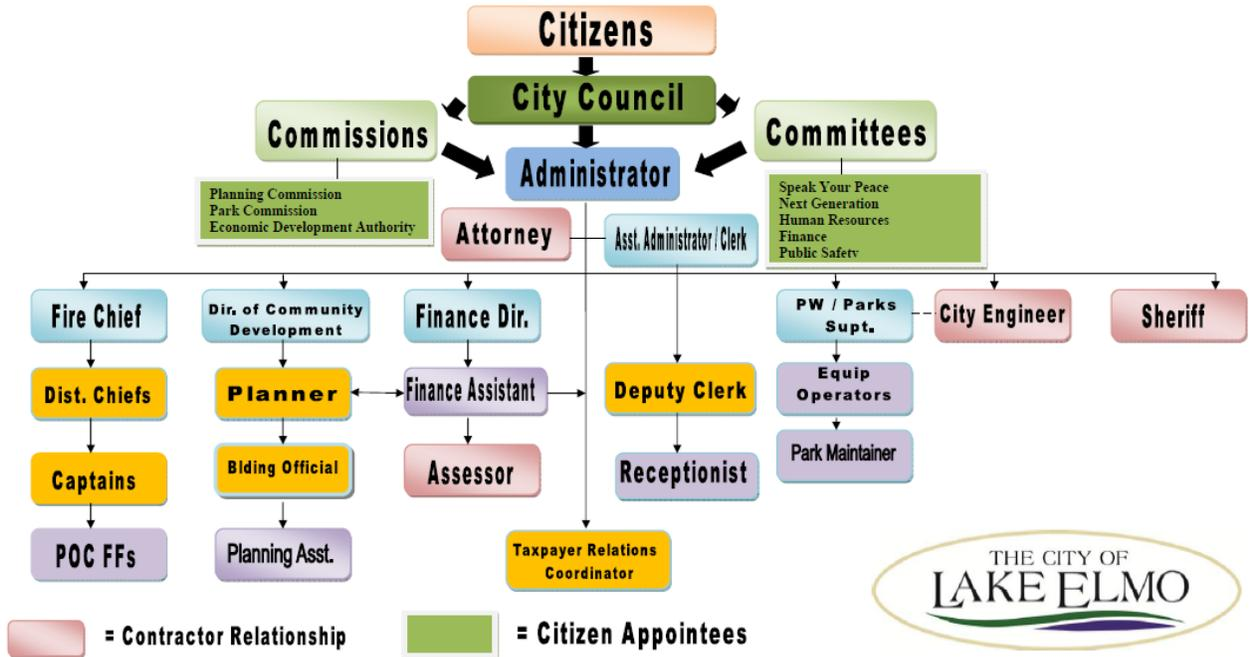 Citizens
City Council
Commissions
Committees
Administrator
Planning Commission
Park Commission
Economic Development Authority
Speak Your Peace
Next Generation
Human Resources
Finance
Public Safety
Attorney
Asst. Administrator / Clerk
Fire Chief
Dir. of Community
Development
Finance Dir.
PW / Parks
Supt.
City Engineer
Sheriff
Dist. Chiefs
Planner
Finance Assistant
Deputy Clerk
Equip
Operators
Captains
Blding Official
Assessor
Receptionist
Park Maintainer
POC FFs
Planning Asst.
Taxpayer Relations
Coordinator
THE CITY OF
LAKE ELMO
= Contractor Relationship
= Citizen Appointees